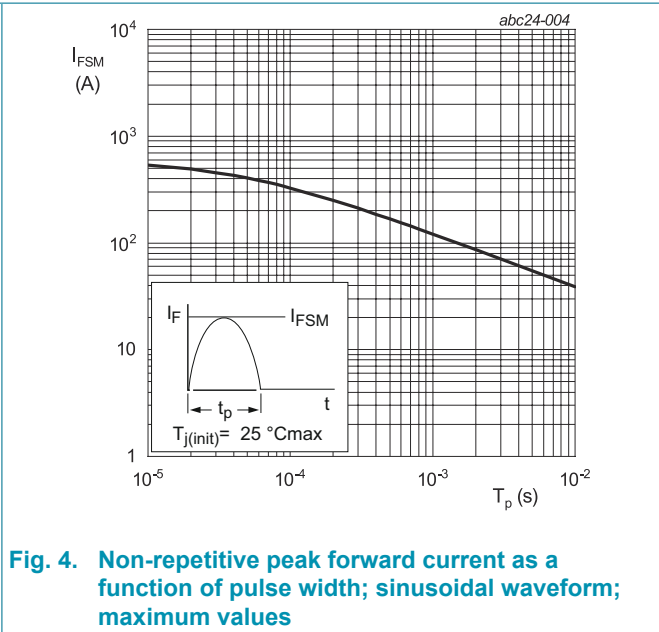 abc24-004
I_FSM
(A)
10^4
10^3
10^2
10
1
I_F
I_FSM
t_p
t
T_j(init)= 25 °Cmax
10^-5
10^-4
10^-3
10^-2
T_p (s)
Fig. 4. Non-repetitive peak forward current as a
function of pulse width; sinusoidal waveform;
maximum values